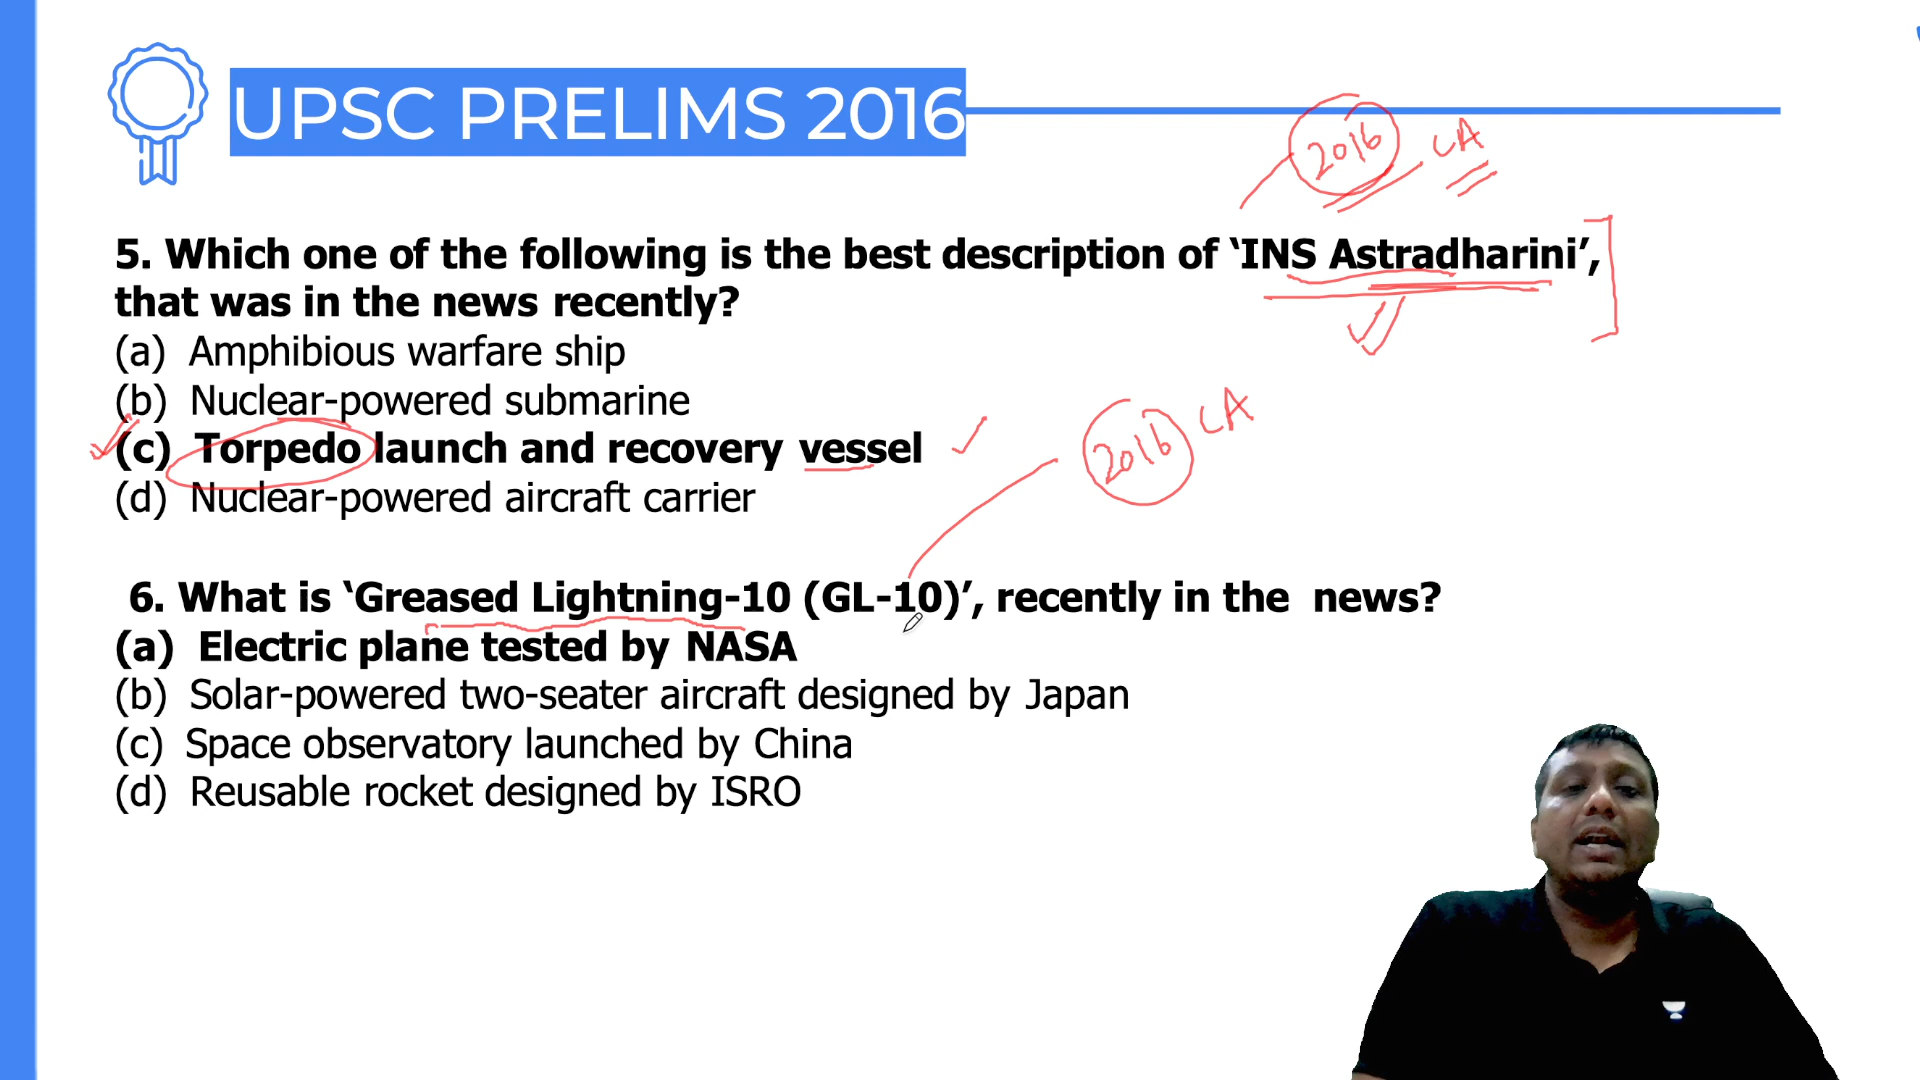 UPSC PRELIMS 2016
2016 CA
5. Which one of the following is the best description of ‘INS Astradharini’,
that was in the news recently?
(a) Amphibious warfare ship
(b) Nuclear-powered submarine
(c) Torpedo launch and recovery vessel
(d) Nuclear-powered aircraft carrier
2016 CA
6. What is ‘Greased Lightning-10 (GL-10)’, recently in the news?
(a) Electric plane tested by NASA
(b) Solar-powered two-seater aircraft designed by Japan
(c) Space observatory launched by China
(d) Reusable rocket designed by ISRO